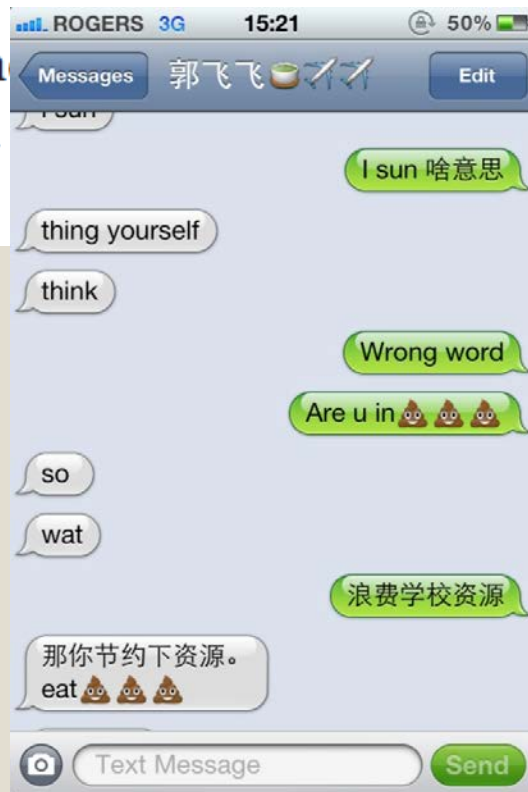 ROGERS 3G 15:21 50%
Messages 郭飞飞🍵✈️✈️ Edit
I sun
I sun 啥意思
thing yourself
think
Wrong word
Are u in💩💩💩
so
wat
浪费学校资源
那你节约下资源。
eat💩💩💩
Text Message Send